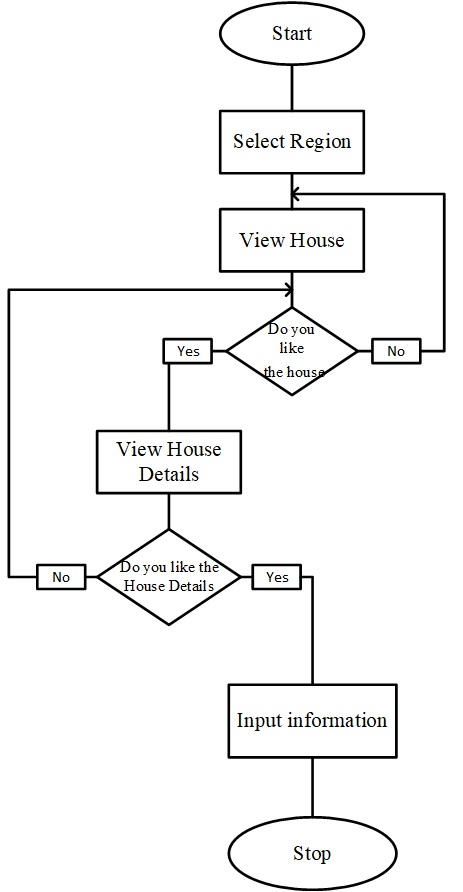 Start
Select Region
View House
Do you
like
the house
Yes
No
View House
Details
Do you like the
House Details
No
Yes
Input information
Stop